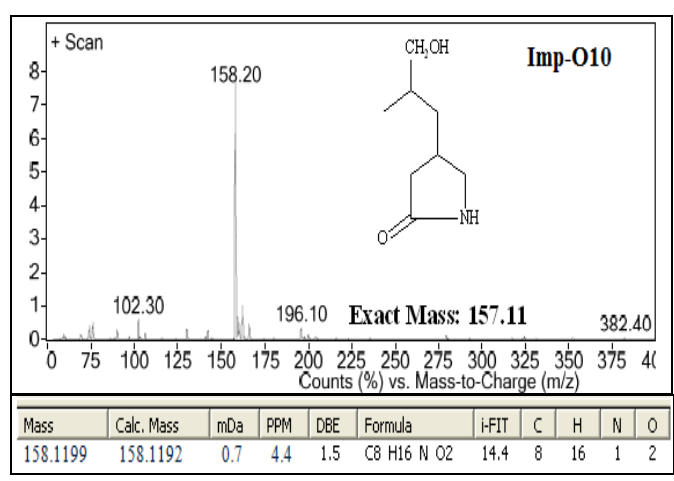 + Scan
Imp-O10
8
7
6
5
4
3
2
1
0
158.20
102.30
196.10
382.40
CH2OH
NH
O
Exact Mass: 157.11
0 75 100 125 150 175 200 225 250 275 300 325 350 375 40
Counts (%) vs. Mass-to-Charge (m/z)
Mass Calc. Mass mDa PPM DBE Formula i-FIT C H N O
158.1199 158.1192 0.7 4.4 1.5 C8 H16 N O2 14.4 8 16 1 2